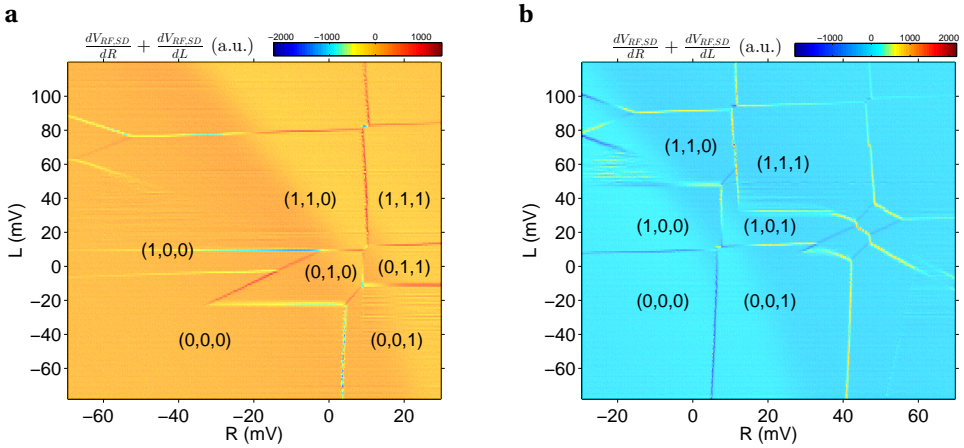 a
dV_{RF,SD}/dR + dV_{RF,SD}/dL (a.u.)
−2000 −1000 0 1000
100
80
60
40
20
0
−20
−40
−60
L (mV)
(1,1,0) (1,1,1)
(1,0,0) (0,1,0) (0,1,1)
(0,0,0) (0,0,1)
−60 −40 −20 0 20
R (mV)
b
dV_{RF,SD}/dR + dV_{RF,SD}/dL (a.u.)
−1000 0 1000 2000
100
80
60
40
20
0
−20
−40
−60
L (mV)
(1,1,0) (1,1,1)
(1,0,0) (1,0,1)
(0,0,0) (0,0,1)
−20 0 20 40 60
R (mV)